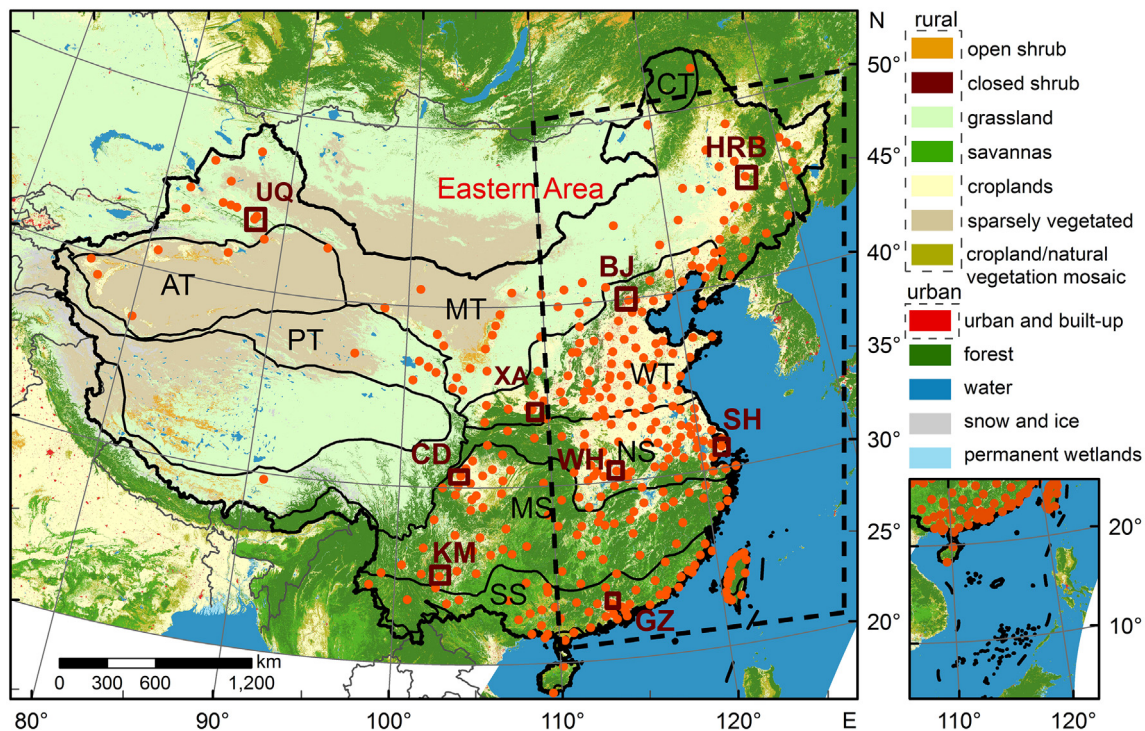 N
rural
open shrub
closed shrub
grassland
savannas
croplands
sparsely vegetated
cropland/natural
vegetation mosaic
urban
urban and built-up
forest
water
snow and ice
permanent wetlands
50°
45°
40°
35°
30°
25°
20°
CT
HRB
Eastern Area
UQ
BJ
AT
MT
PT
WT
XA
SH
CD
WH
NS
MS
KM
SS
GZ
km
0 300 600 1,200
80° 90° 100° 110° 120° E
20°
10°
110° 120°